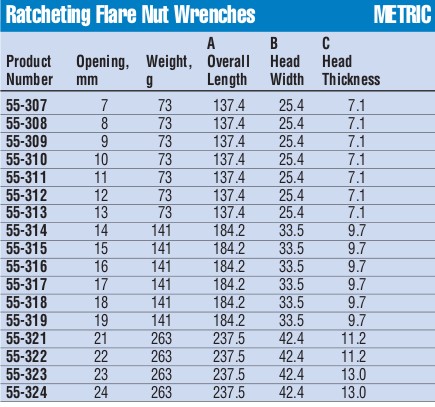 Ratcheting Flare Nut Wrenches METRIC
A B C
Product Opening, Weight, Overall Head Head
Number mm g Length Width Thickness
55-307 7 73 137.4 25.4 7.1
55-308 8 73 137.4 25.4 7.1
55-309 9 73 137.4 25.4 7.1
55-310 10 73 137.4 25.4 7.1
55-311 11 73 137.4 25.4 7.1
55-312 12 73 137.4 25.4 7.1
55-313 13 73 137.4 25.4 7.1
55-314 14 141 184.2 33.5 9.7
55-315 15 141 184.2 33.5 9.7
55-316 16 141 184.2 33.5 9.7
55-317 17 141 184.2 33.5 9.7
55-318 18 141 184.2 33.5 9.7
55-319 19 141 184.2 33.5 9.7
55-321 21 263 237.5 42.4 11.2
55-322 22 263 237.5 42.4 11.2
55-323 23 263 237.5 42.4 13.0
55-324 24 263 237.5 42.4 13.0